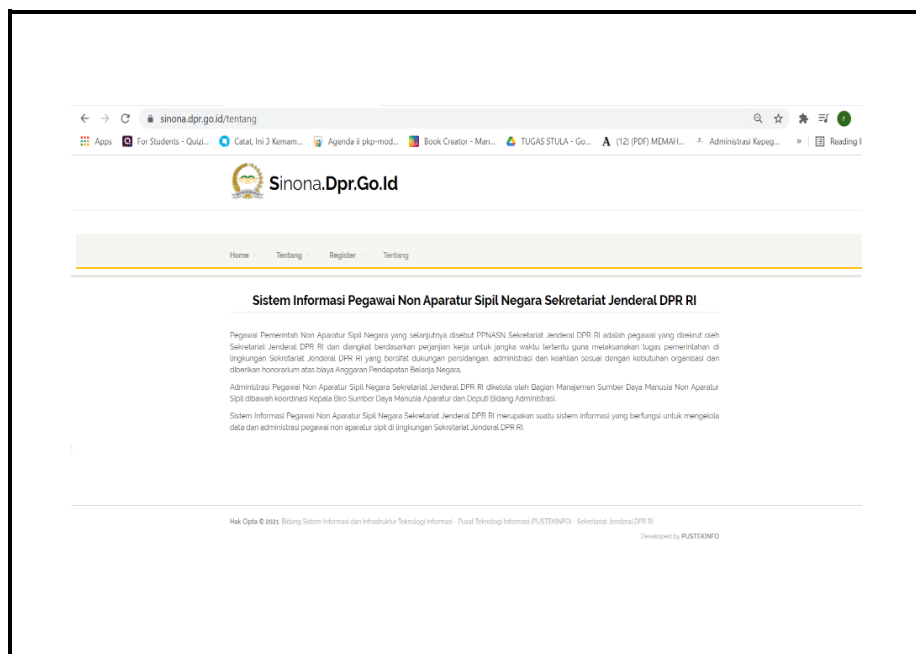 sinona.dpr.go.id/tentang
Apps For Students - Quizi... Catat, Ini 3 Kemam... Agenda ii pkp-mod... Book Creator - Man... TUGAS STULA - Go... (12) (PDF) MEMAH... Administrasi Kepeg... » Reading
Sinona.Dpr.Go.Id
Home / Tentang / Register / Tentang
Sistem Informasi Pegawai Non Aparatur Sipil Negara Sekretariat Jenderal DPR RI
Pegawai Pemerintah Non Aparatur Sipil Negara yang selanjutnya disebut PPNASN Sekretariat Jenderal DPR RI adalah pegawai yang direkrut oleh
Sekretariat Jenderal DPR RI dan diangkat berdasarkan perjanjian kerja untuk jangka waktu tertentu guna melaksanakan tugas pemerintahan di
lingkungan Sekretariat Jenderal DPR RI yang bersifat dukungan persidangan, administrasi dan keahlian sesuai dengan kebutuhan organisasi dan
diberikan honorarium atas biaya Anggaran Pendapatan Belanja Negara.
Administrasi Pegawai Non Aparatur Sipil Negara Sekretariat Jenderal DPR RI dikelola oleh Bagian Manajemen Sumber Daya Manusia Non Aparatur
Sipil dibawah koordinasi Kepala Biro Sumber Daya Manusia Aparatur dan Deputi Bidang Administrasi.
Sistem Informasi Pegawai Non Aparatur Sipil Negara Sekretariat Jenderal DPR RI merupakan suatu sistem informasi yang berfungsi untuk mengelola
data dan administrasi pegawai non aparatur sipil di lingkungan Sekretariat Jenderal DPR RI.
Hak Cipta © 2021. Bidang Sistem Informasi dan Infrastruktur Teknologi Informasi - Pusat Teknologi Informasi (PUSTEKINFO) - Sekretariat Jenderal DPR RI.
Developed by PUSTEKINFO